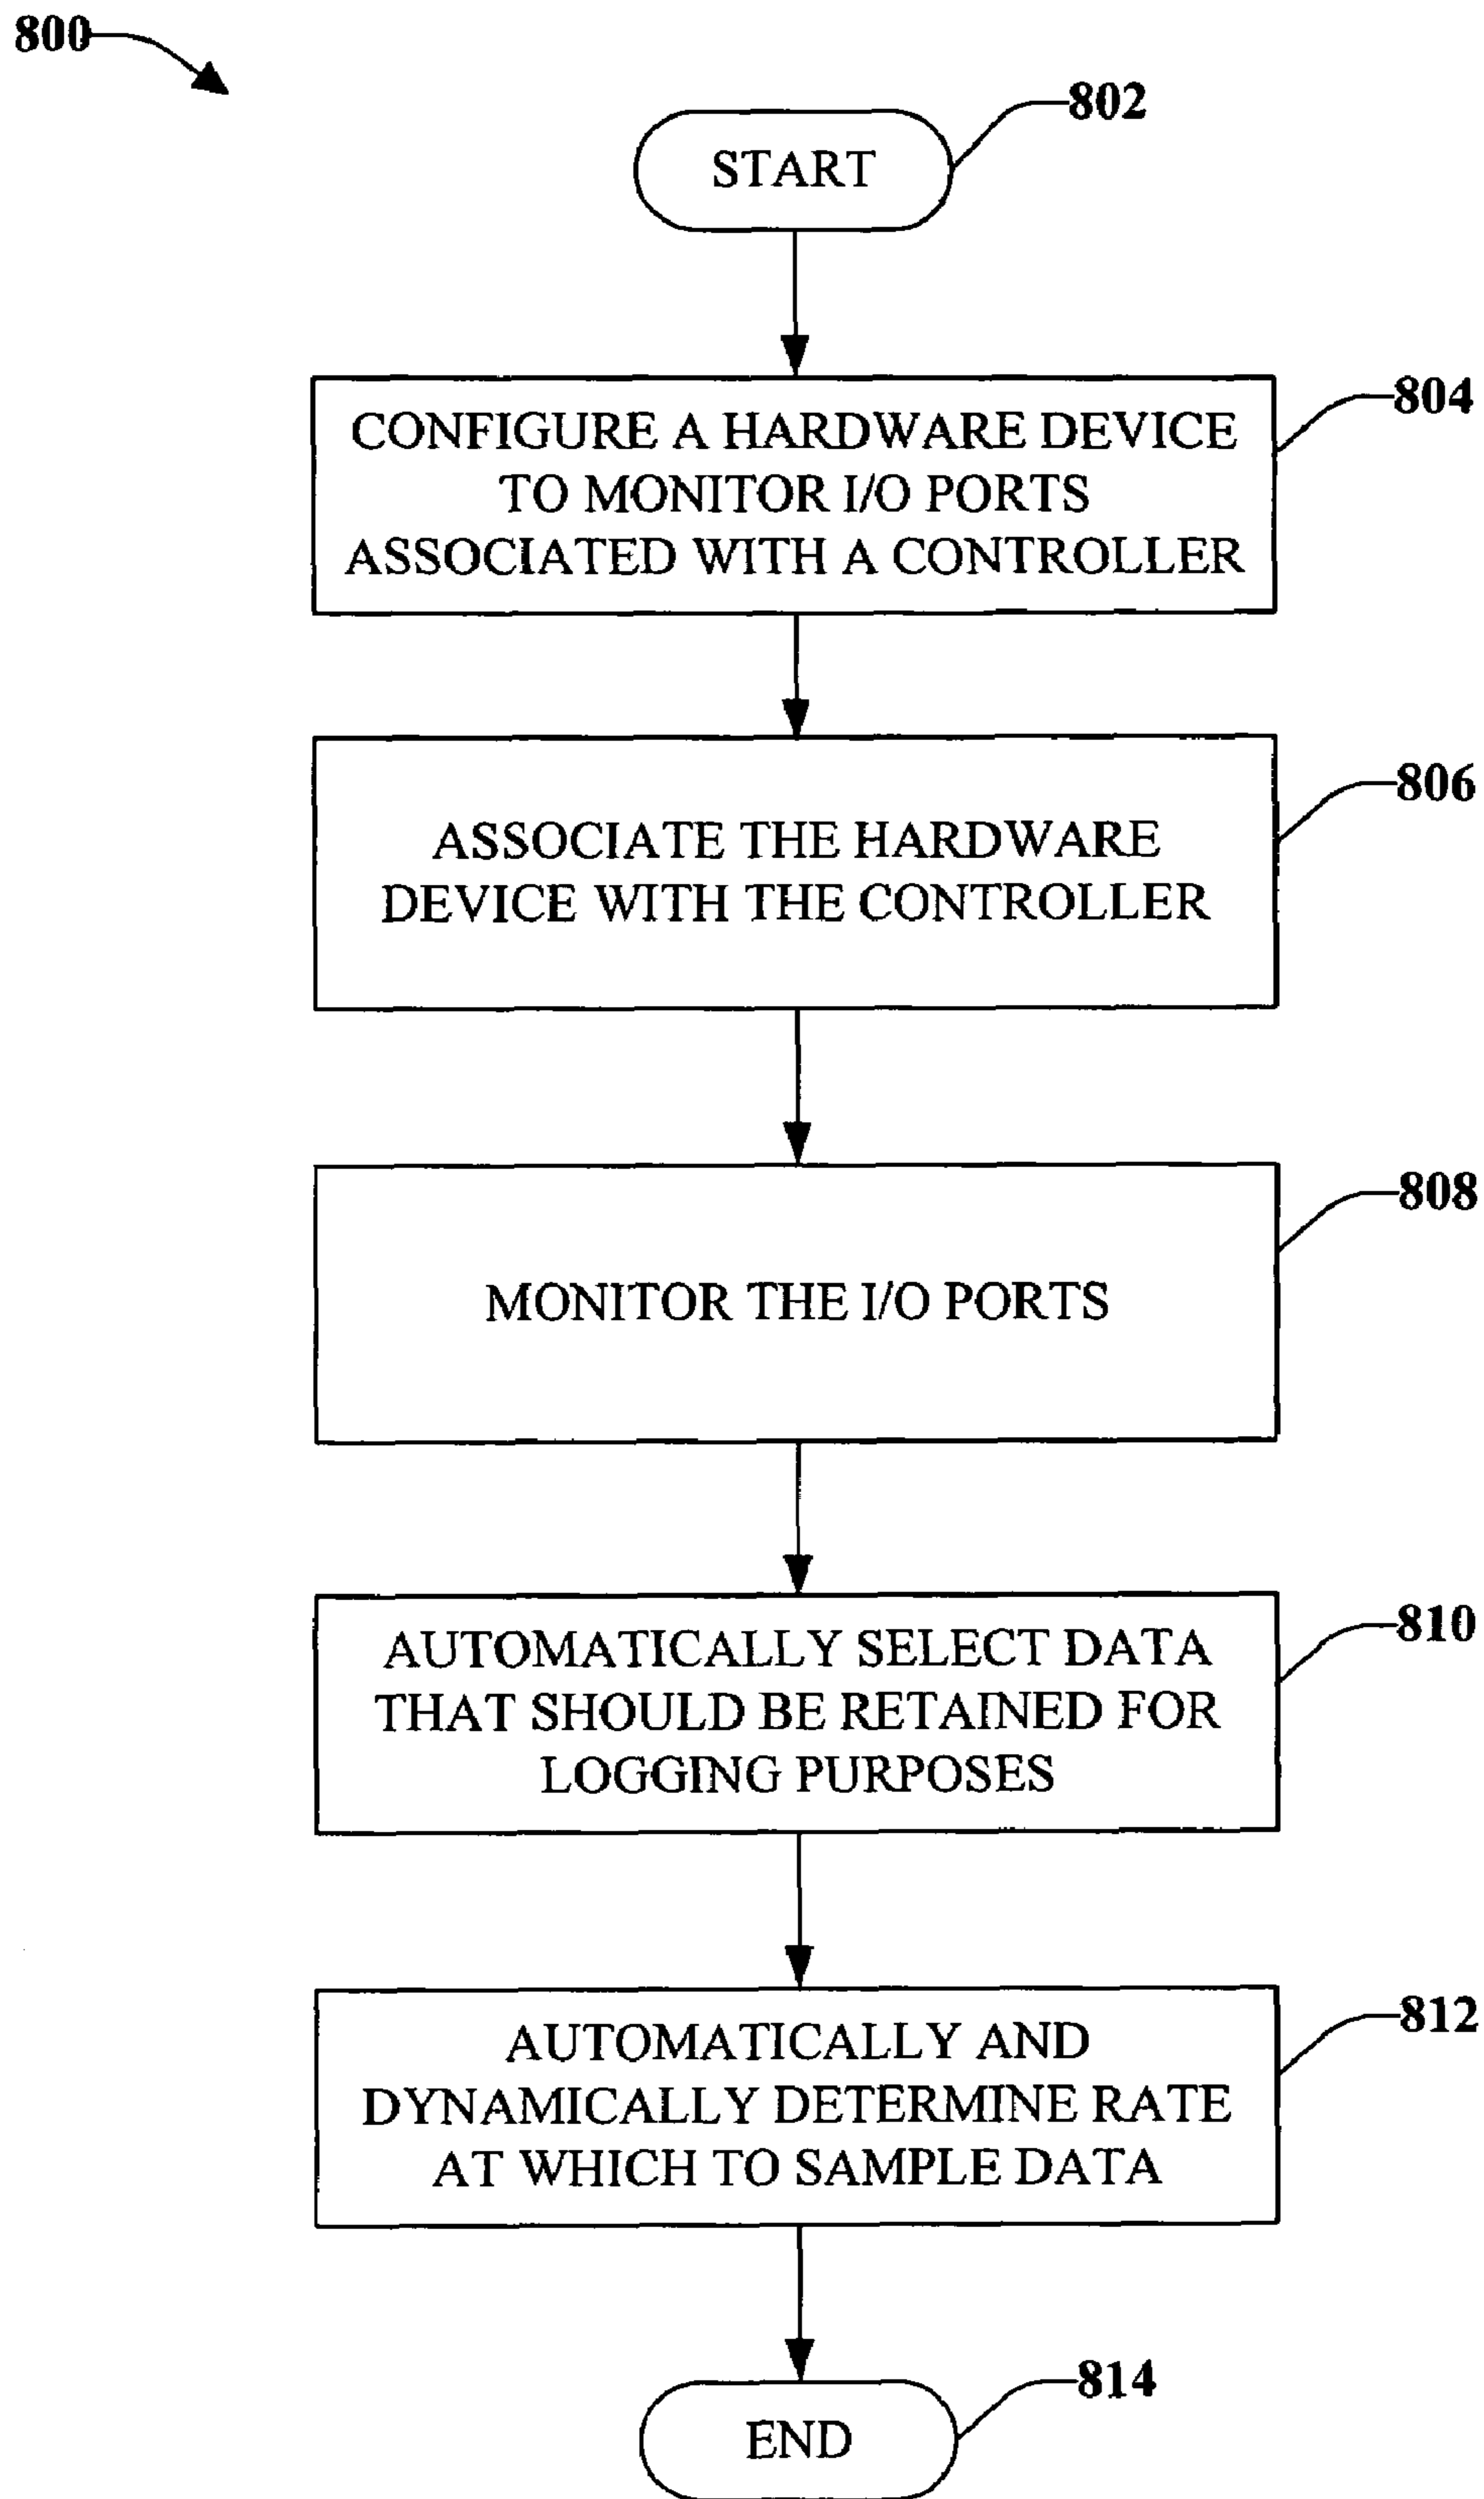 800
802
START
804
CONFIGURE A HARDWARE DEVICE
TO MONITOR I/O PORTS
ASSOCIATED WITH A CONTROLLER
806
ASSOCIATE THE HARDWARE
DEVICE WITH THE CONTROLLER
808
MONITOR THE I/O PORTS
810
AUTOMATICALLY SELECT DATA
THAT SHOULD BE RETAINED FOR
LOGGING PURPOSES
812
AUTOMATICALLY AND
DYNAMICALLY DETERMINE RATE
AT WHICH TO SAMPLE DATA
814
END